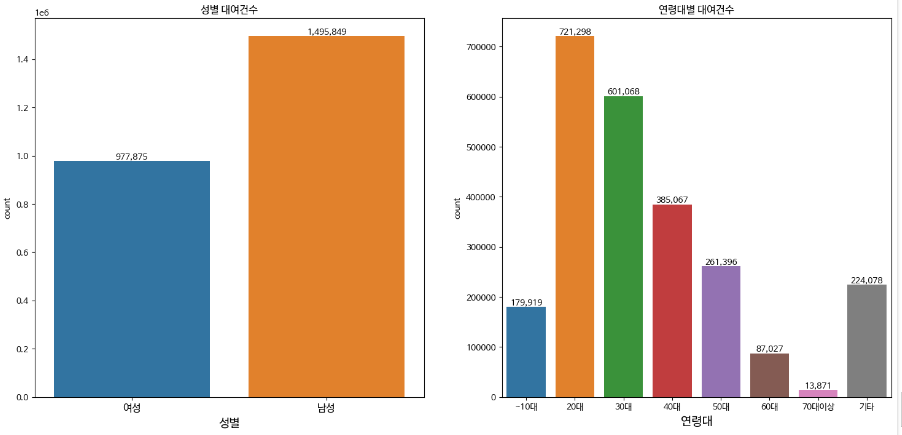 성별 대여건수
1e6
1.4
1.2
1.0
0.8
0.6
0.4
0.2
0.0
count
977,875
1,495,849
여성
남성
성별
연령대별 대여건수
700000
600000
500000
400000
300000
200000
100000
0
count
179,919
721,298
601,068
385,067
261,396
87,027
13,871
224,078
~10대
20대
30대
40대
50대
60대
70대이상
기타
연령대